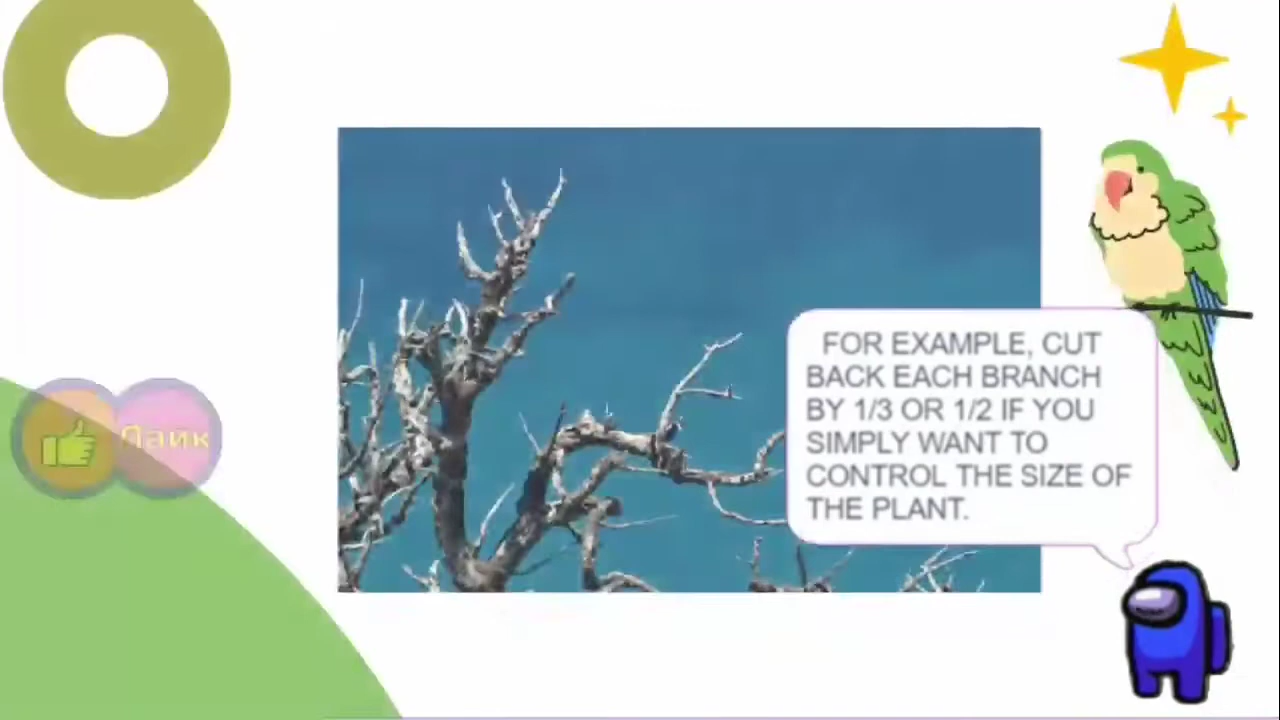 FOR EXAMPLE, CUT
BACK EACH BRANCH
BY 1/3 OR 1/2 IF YOU
SIMPLY WANT TO
CONTROL THE SIZE OF
THE PLANT.
Лайк